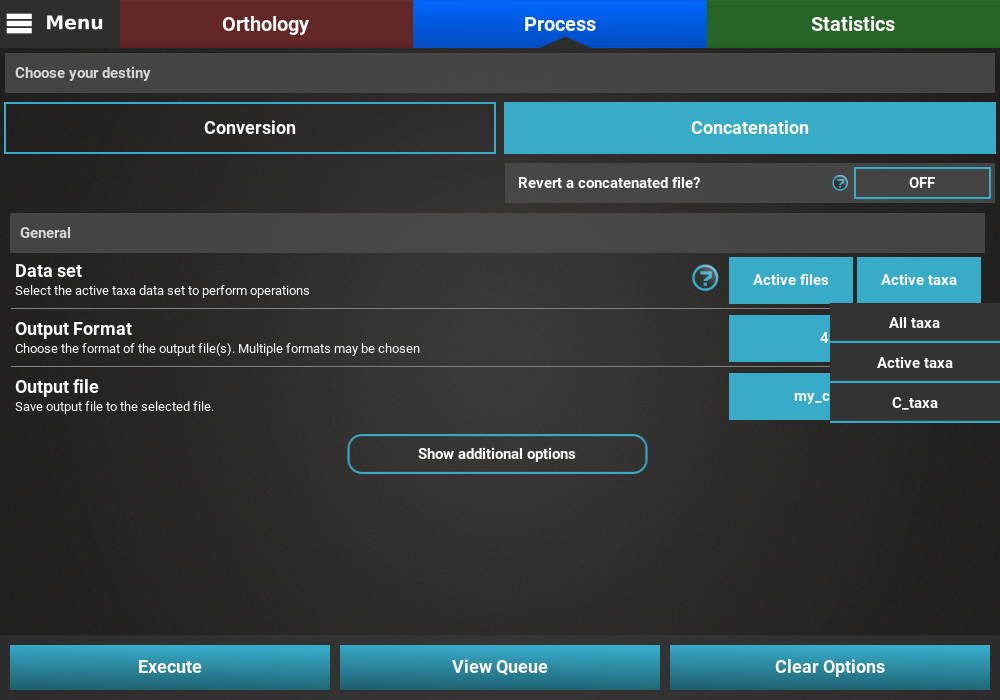 Menu
Orthology
Process
Statistics
Choose your destiny
Conversion
Concatenation
Revert a concatenated file?
?
OFF
General
Data set
Select the active taxa data set to perform operations
?
Active files
Active taxa
All taxa
Output Format
Choose the format of the output file(s). Multiple formats may be chosen
4
Active taxa
Output file
Save output file to the selected file.
my_c
C_taxa
Show additional options
Execute
View Queue
Clear Options